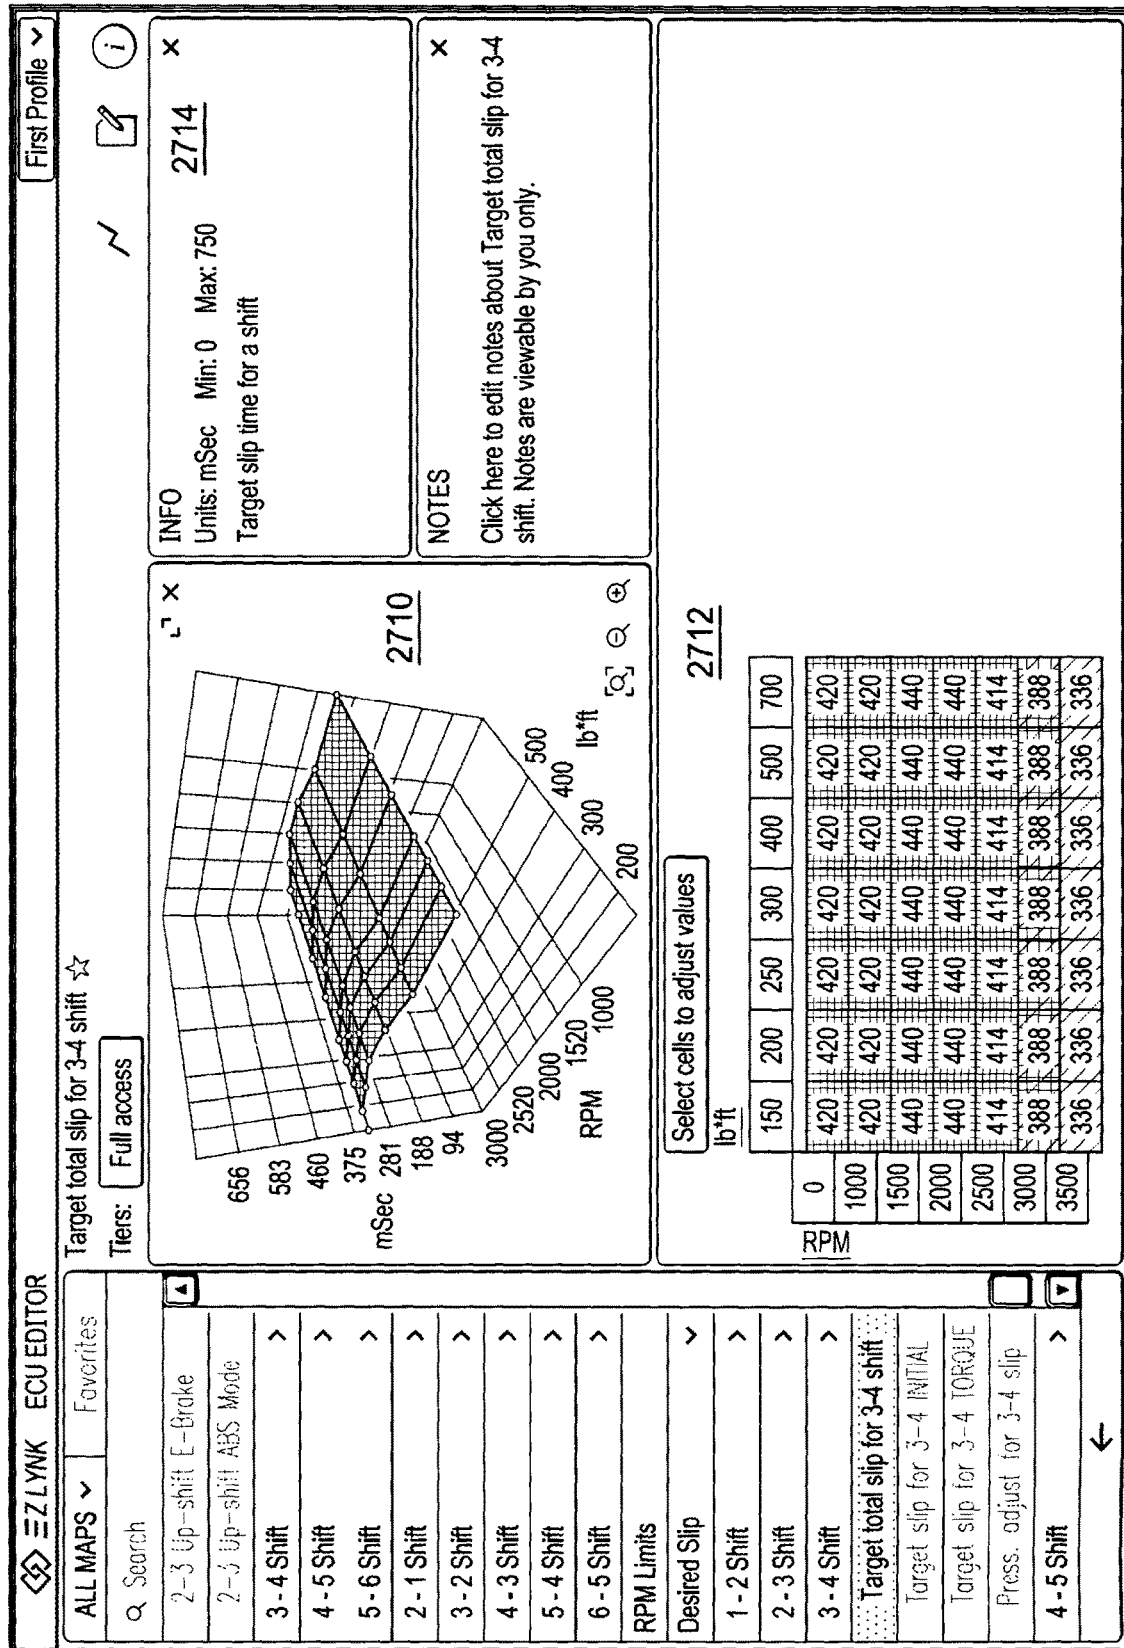 EZ LYNK ECU EDITOR
First Profile
ALL MAPS
Favorites
Search
2-3 Up-shift E-Brake
2-3 Up-shift ABS Mode
3 - 4 Shift
4 - 5 Shift
5 - 6 Shift
2 - 1 Shift
3 - 2 Shift
4 - 3 Shift
5 - 4 Shift
6 - 5 Shift
RPM Limits
Desired Slip
1 - 2 Shift
2 - 3 Shift
3 - 4 Shift
Target total slip for 3-4 shift
Target slip for 3-4 INITIAL
Target slip for 3-4 TORQUE
Press. adjust for 3-4 slip
4 - 5 Shift
Target total slip for 3-4 shift
Tiers: Full access
656
583
460
375
mSec 281
188
94
3000
2520
2000
1520
1000
RPM
200
300
400
500
lb*ft
2710
INFO
2714
Units: mSec Min: 0 Max: 750
Target slip time for a shift
NOTES
Click here to edit notes about Target total slip for 3-4
shift. Notes are viewable by you only.
Select cells to adjust values
2712
lb*ft
150 200 250 300 400 500 700
RPM
0 420 420 420 420 420 420 420
1000 420 420 420 420 420 420 420
1500 440 440 440 440 440 440 440
2000 440 440 440 440 440 440 440
2500 414 414 414 414 414 414 414
3000 388 388 388 388 388 388 388
3500 336 336 336 336 336 336 336